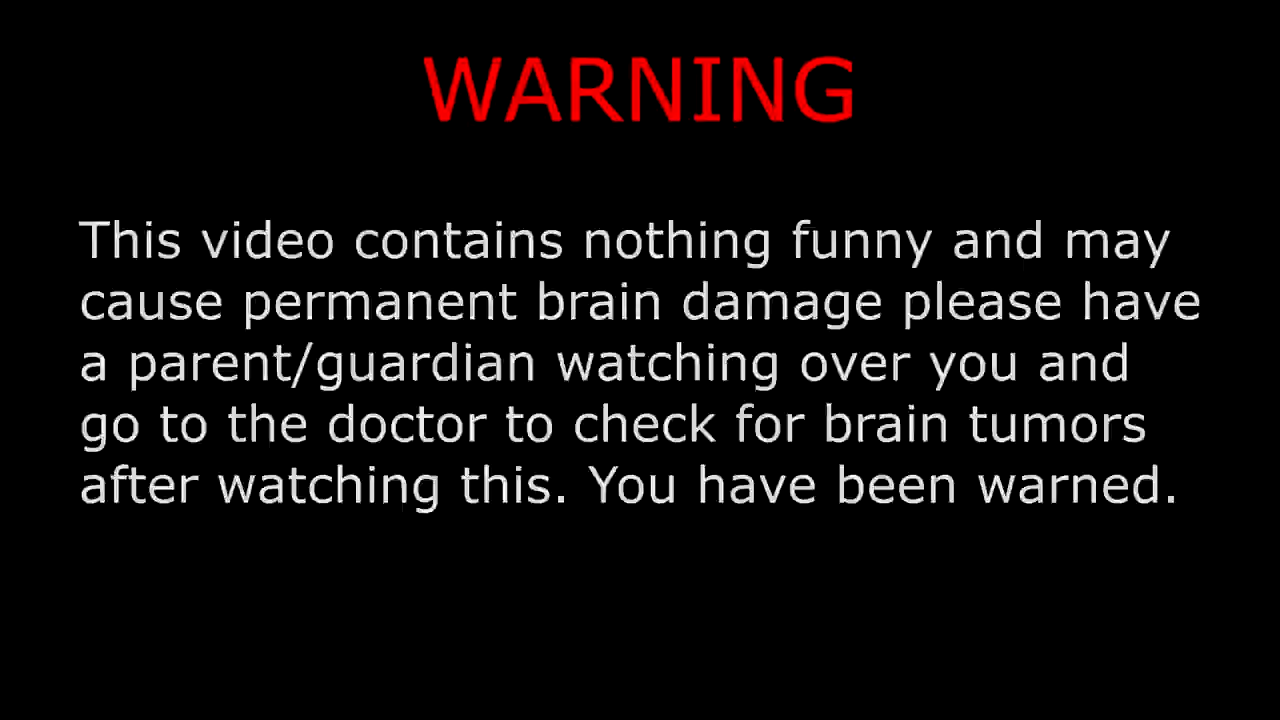 WARNING
This video contains nothing funny and may
cause permanent brain damage please have
a parent/guardian watching over you and
go to the doctor to check for brain tumors
after watching this. You have been warned.